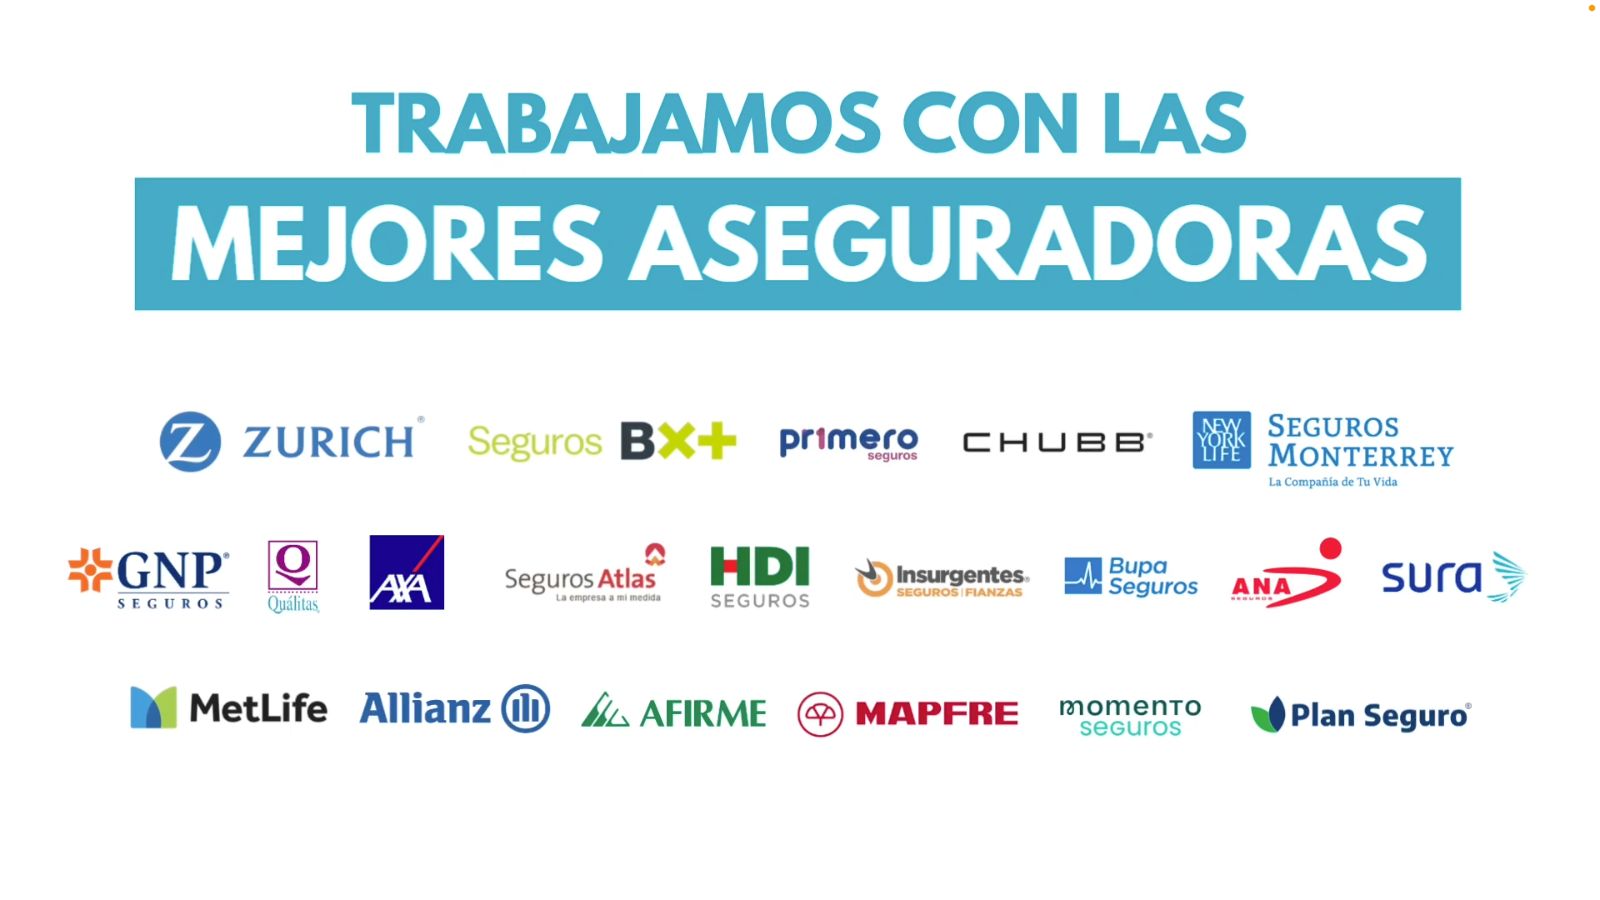 TRABAJAMOS CON LAS
MEJORES ASEGURADORAS
Z ZURICH®
Seguros BX+
pr1mero
seguros
CHUBB®
NEW
YORK
LIFE
SEGUROS
MONTERREY
La Compañía de Tu Vida
GNP®
SEGUROS
Q
Quálitas
AXA
Seguros Atlas
La empresa a mi medida
HDI
SEGUROS
Insurgentes®
SEGUROS | FIANZAS
Bupa
Seguros
ANA
SEGUROS
sura
MetLife
Allianz
AFIRME
MAPFRE
momento
seguros
Plan Seguro®